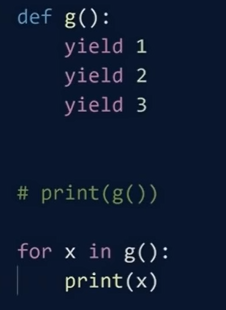 def g():
    yield 1
    yield 2
    yield 3
# print(g())
for x in g():
    print(x)